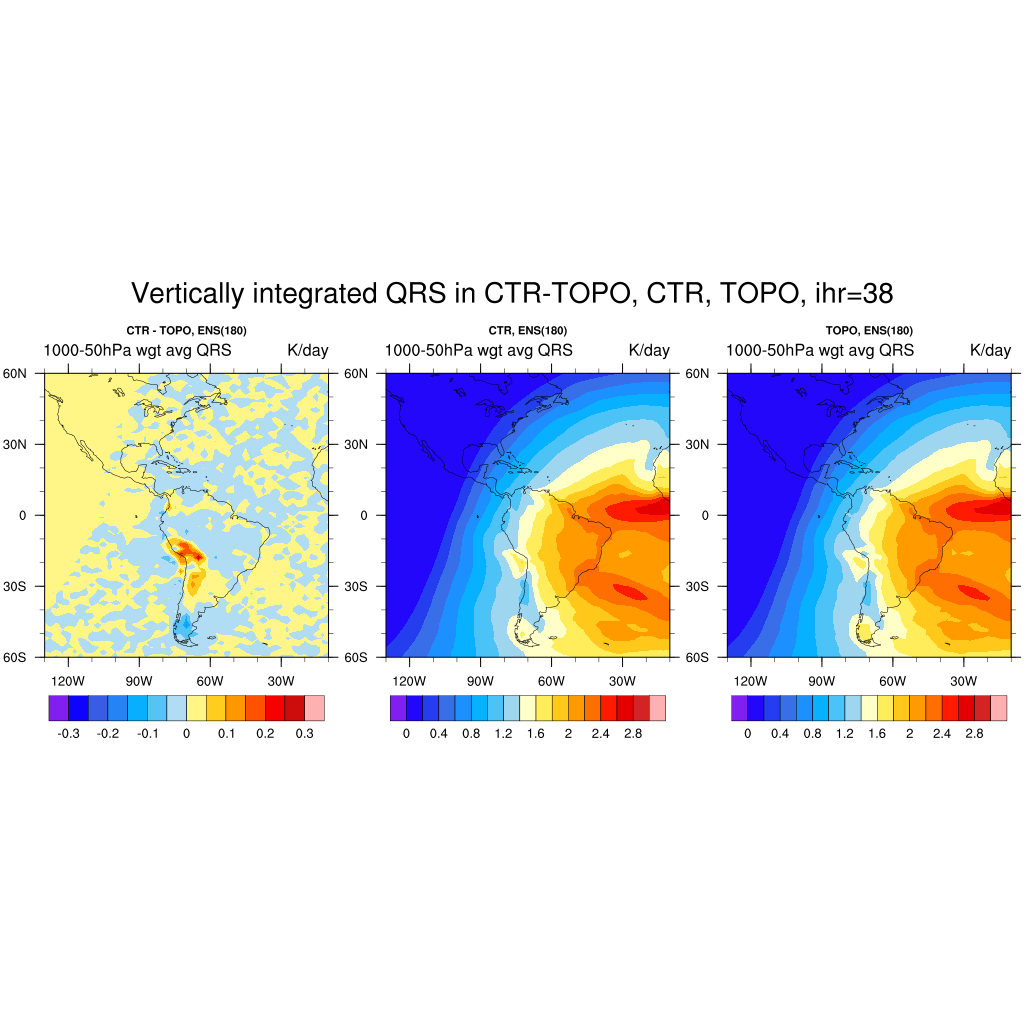 Vertically integrated QRS in CTR-TOPO, CTR, TOPO, ihr=38
CTR - TOPO, ENS(180)
1000-50hPa wgt avg QRS K/day
60N
30N
0
30S
60S
120W 90W 60W 30W
-0.3 -0.2 -0.1 0 0.1 0.2 0.3
CTR, ENS(180)
1000-50hPa wgt avg QRS K/day
60N
30N
0
30S
60S
120W 90W 60W 30W
0 0.4 0.8 1.2 1.6 2 2.4 2.8
TOPO, ENS(180)
1000-50hPa wgt avg QRS K/day
60N
30N
0
30S
60S
120W 90W 60W 30W
0 0.4 0.8 1.2 1.6 2 2.4 2.8